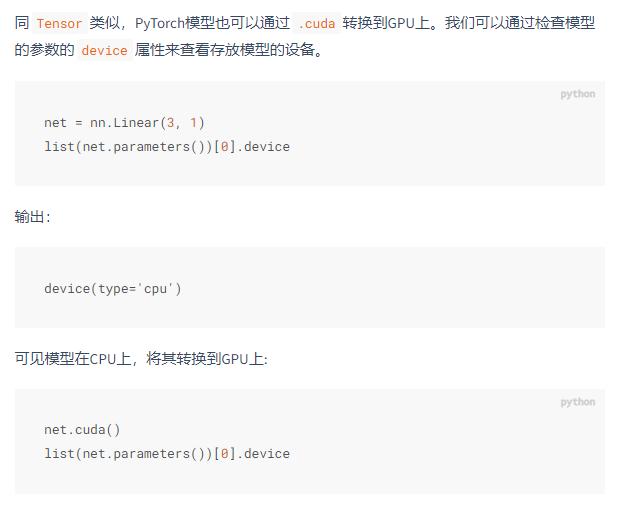 同 Tensor 类似，PyTorch模型也可以通过 .cuda 转换到GPU上。我们可以通过检查模型
的参数的 device 属性来查看存放模型的设备。
python
net = nn.Linear(3, 1)
list(net.parameters())[0].device
输出：
device(type='cpu')
可见模型在CPU上，将其转换到GPU上:
python
net.cuda()
list(net.parameters())[0].device